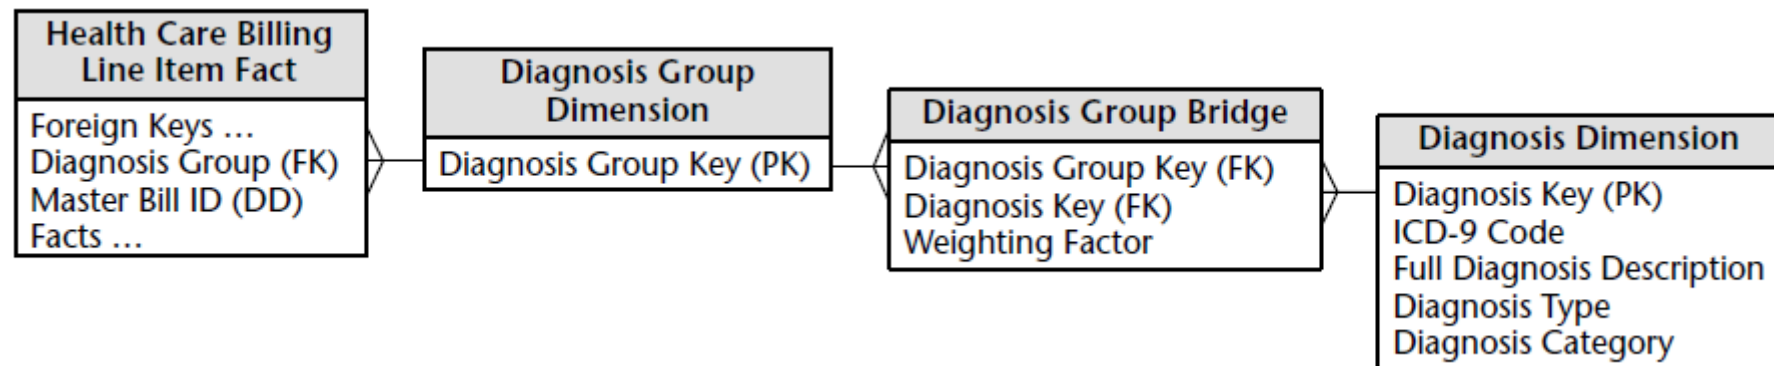 Health Care Billing
Line Item Fact
Foreign Keys …
Diagnosis Group (FK)
Master Bill ID (DD)
Facts …
Diagnosis Group
Dimension
Diagnosis Group Key (PK)
Diagnosis Group Bridge
Diagnosis Group Key (FK)
Diagnosis Key (FK)
Weighting Factor
Diagnosis Dimension
Diagnosis Key (PK)
ICD-9 Code
Full Diagnosis Description
Diagnosis Type
Diagnosis Category